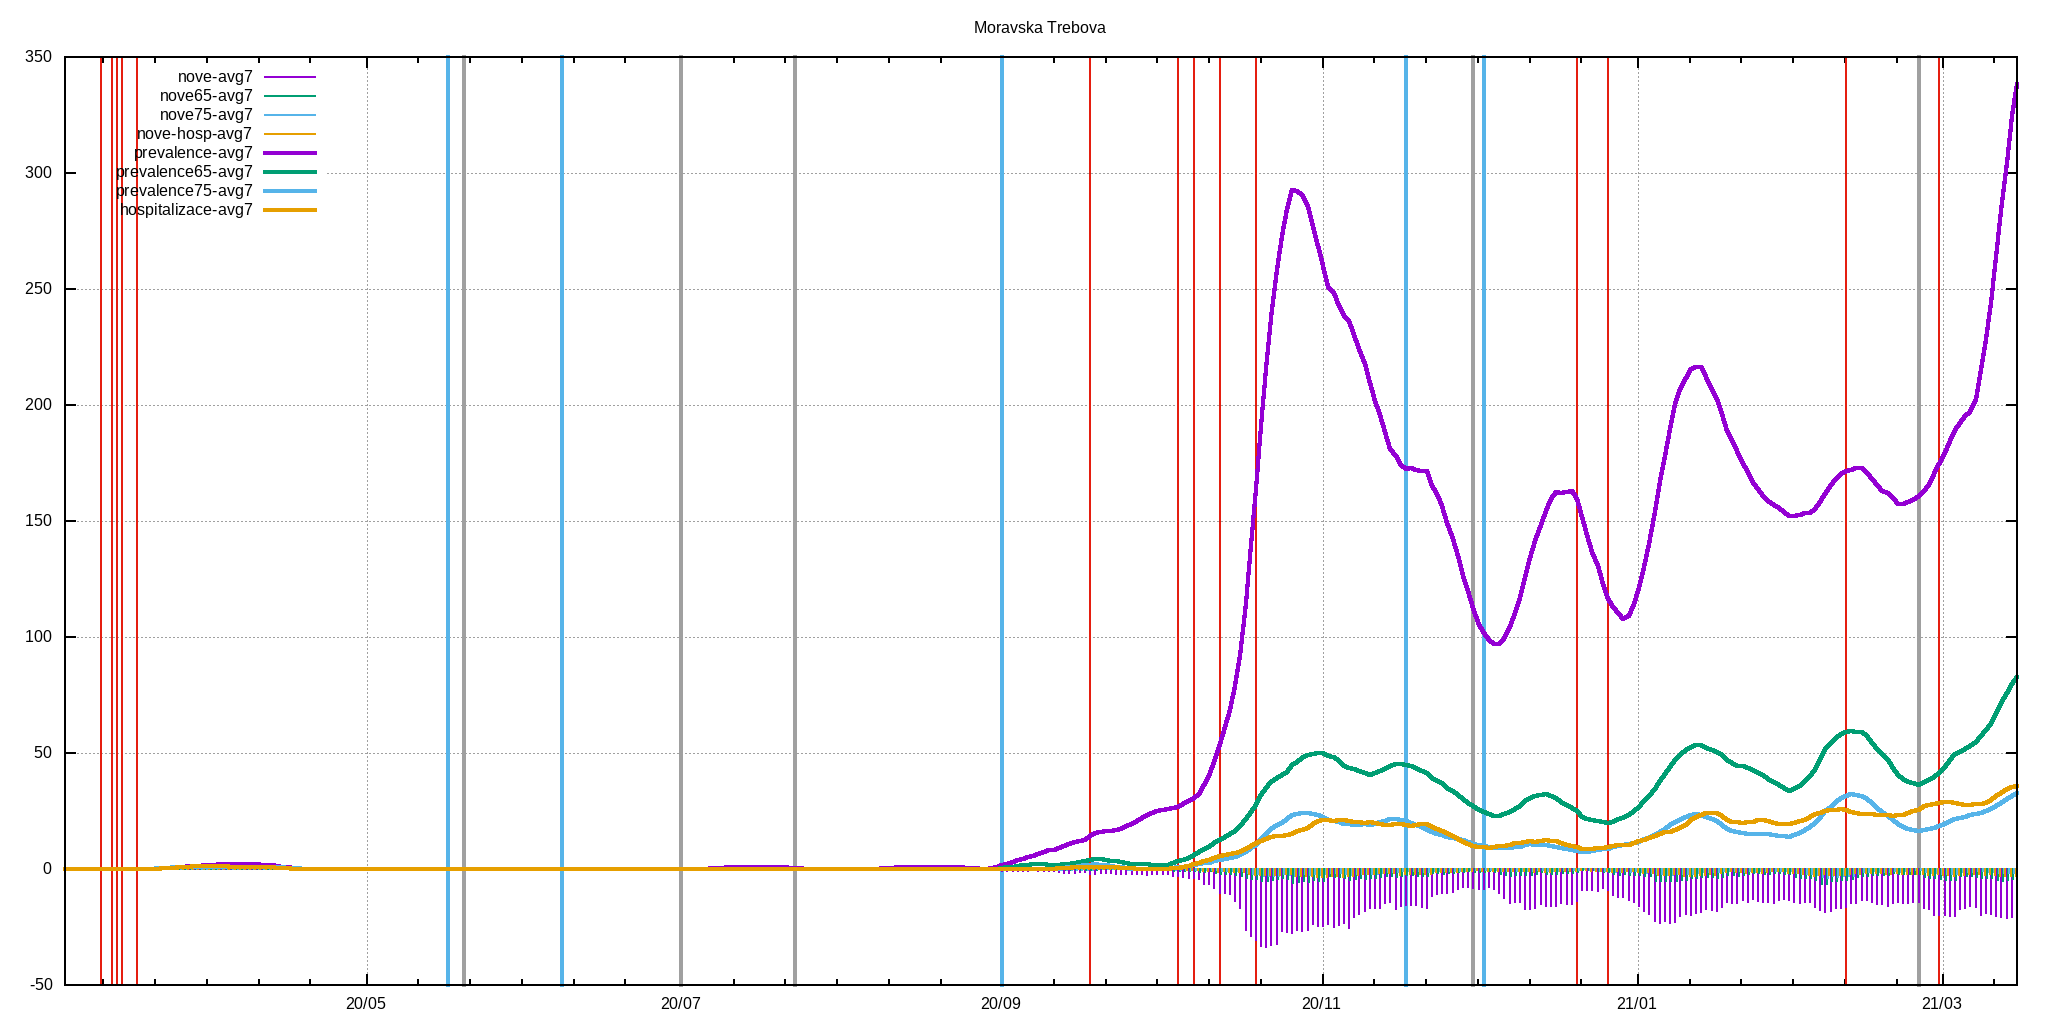 Moravska Trebova
350
300
250
200
150
100
50
0
-50
nove-avg7
nove65-avg7
nove75-avg7
nove-hosp-avg7
prevalence-avg7
prevalence65-avg7
prevalence75-avg7
hospitalizace-avg7
20/05
20/07
20/09
20/11
21/01
21/03